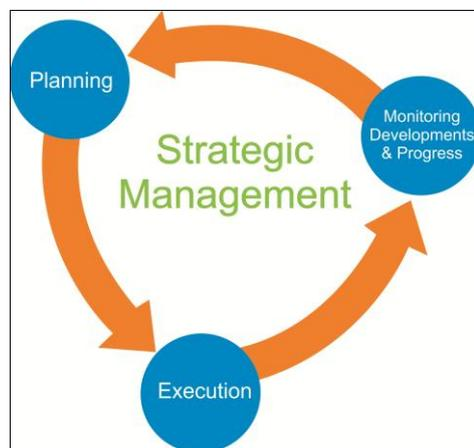 Planning
Monitoring
Developments
& Progress
Strategic
Management
Execution